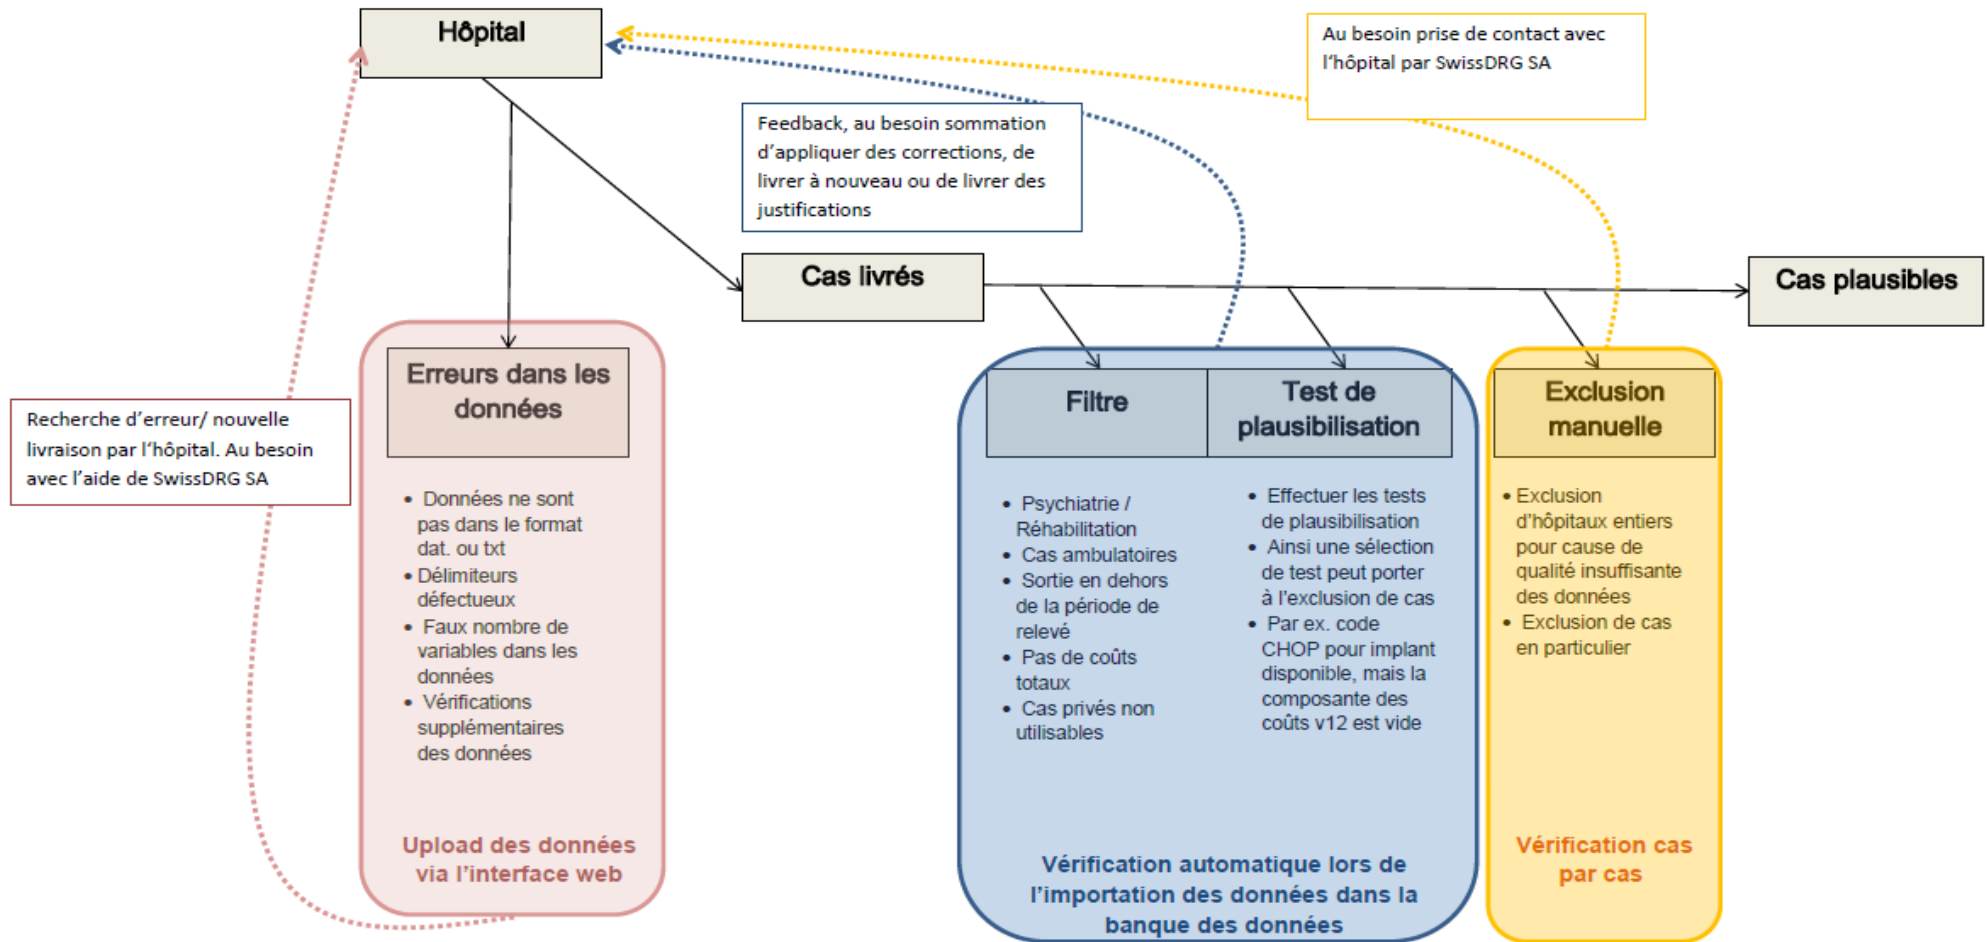 Hôpital
Au besoin prise de contact avec
l‘hôpital par SwissDRG SA
Feedback, au besoin sommation
d’appliquer des corrections, de
livrer à nouveau ou de livrer des
justifications
Cas livrés
Cas plausibles
Recherche d’erreur/ nouvelle
livraison par l‘hôpital. Au besoin
avec l’aide de SwissDRG SA
Erreurs dans les
données
• Données ne sont
pas dans le format
dat. ou txt
• Délimiteurs
défectueux
• Faux nombre de
variables dans les
données
• Vérifications
supplémentaires
des données
Upload des données
via l’interface web
Filtre
• Psychiatrie /
Réhabilitation
• Cas ambulatoires
• Sortie en dehors
de la période de
relevé
• Pas de coûts
totaux
• Cas privés non
utilisables
Test de
plausibilisation
• Effectuer les tests
de plausibilisation
• Ainsi une sélection
de test peut porter
à l’exclusion de cas
• Par ex. code
CHOP pour implant
disponible, mais la
composante des
coûts v12 est vide
Vérification automatique lors de
l’importation des données dans la
banque des données
Exclusion
manuelle
• Exclusion
d’hôpitaux entiers
pour cause de
qualité insuffisante
des données
• Exclusion de cas
en particulier
Vérification cas
par cas